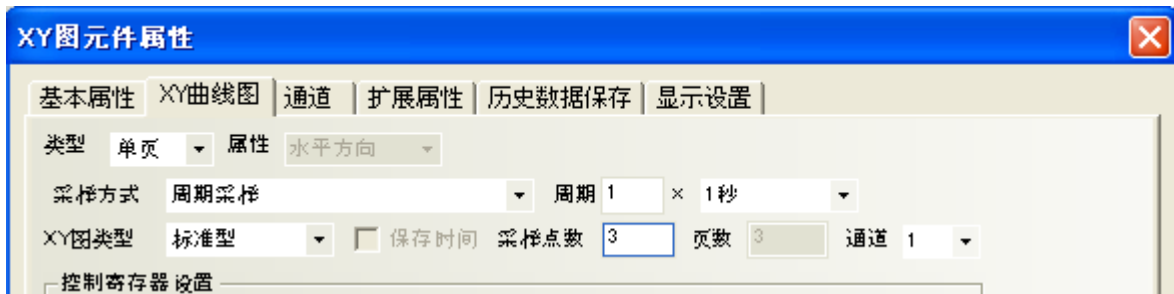 XY图元件属性
基本属性 XY曲线图 通道 扩展属性 历史数据保存 显示设置
类型 单页 属性 水平方向
采样方式 周期采样 周期 1 × 1秒
XY图类型 标准型 保存时间 采样点数 3 页数 3 通道 1
控制寄存器设置